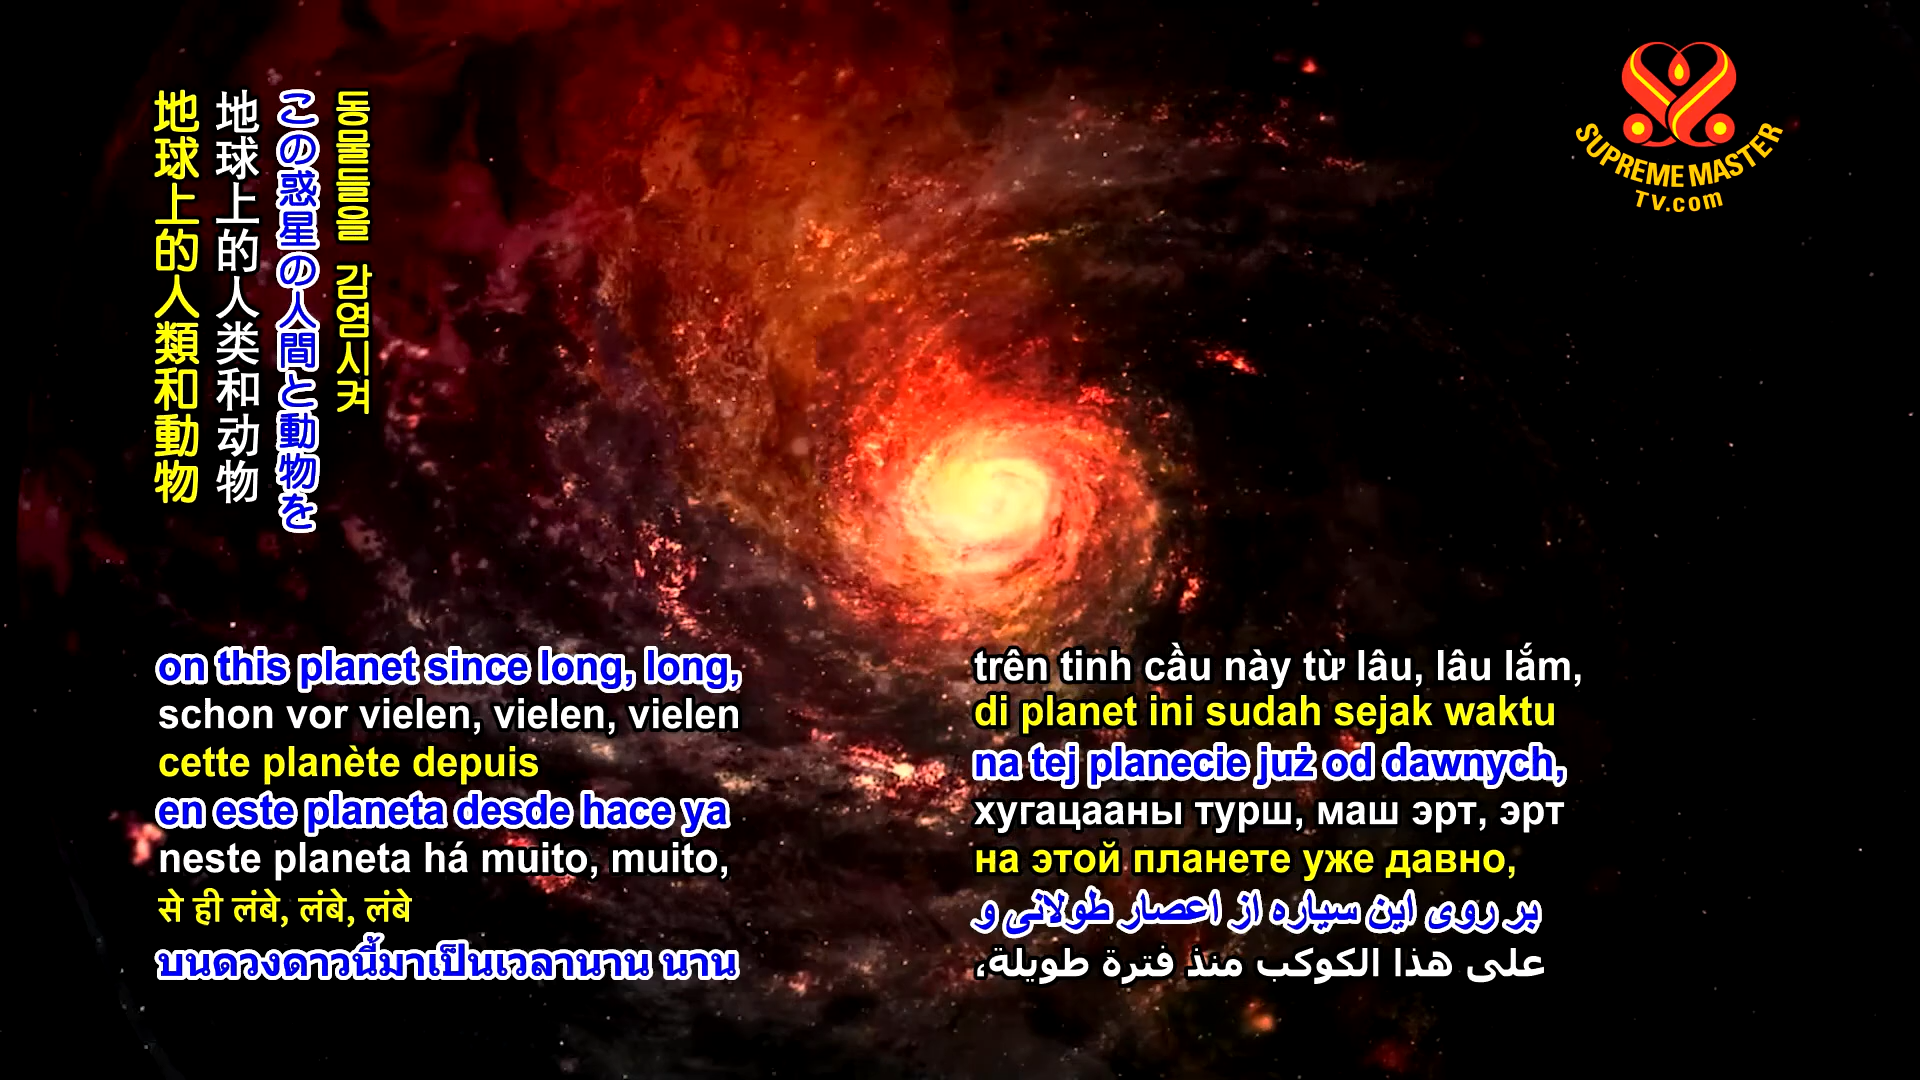 地球上的人類和動物
地球上的人类和动物
この惑星の人間と動物を
동물들을 감염시켜
SUPREME MASTER
TV.com
on this planet since long, long,
schon vor vielen, vielen, vielen
cette planète depuis
en este planeta desde hace ya
neste planeta há muito, muito,
से ही लंबे, लंबे, लंबे
บนดวงดาวนี้มาเป็นเวลานาน นาน
trên tinh cầu này từ lâu, lâu lắm,
di planet ini sudah sejak waktu
na tej planecie już od dawnych,
хугацааны турш, маш эрт, эрт
на этой планете уже давно,
بر روی این سیاره از اعصار طولانی و
على هذا الكوكب منذ فترة طويلة،